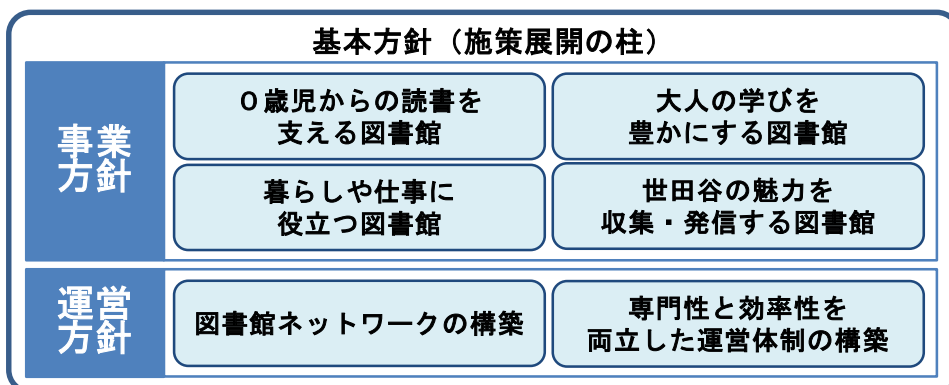 基本方針（施策展開の柱）
事業
方針
０歳児からの読書を
支える図書館
大人の学びを
豊かにする図書館
暮らしや仕事に
役立つ図書館
世田谷の魅力を
収集・発信する図書館
運営
方針
図書館ネットワークの構築
専門性と効率性を
両立した運営体制の構築